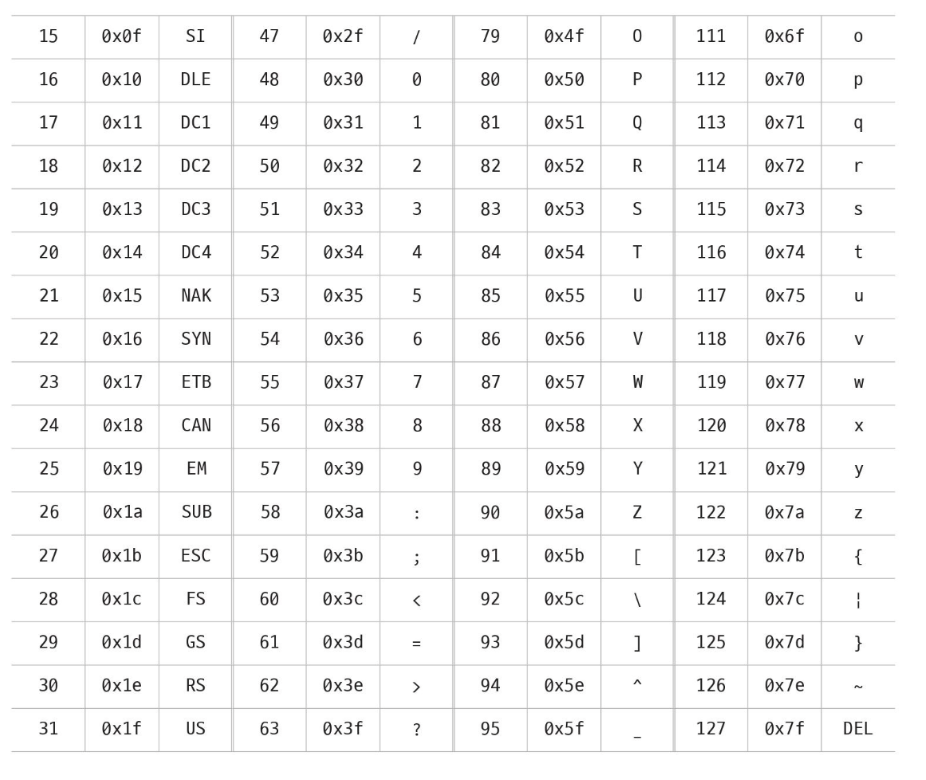 15 0x0f SI 47 0x2f / 79 0x4f O 111 0x6f o
16 0x10 DLE 48 0x30 0 80 0x50 P 112 0x70 p
17 0x11 DC1 49 0x31 1 81 0x51 Q 113 0x71 q
18 0x12 DC2 50 0x32 2 82 0x52 R 114 0x72 r
19 0x13 DC3 51 0x33 3 83 0x53 S 115 0x73 s
20 0x14 DC4 52 0x34 4 84 0x54 T 116 0x74 t
21 0x15 NAK 53 0x35 5 85 0x55 U 117 0x75 u
22 0x16 SYN 54 0x36 6 86 0x56 V 118 0x76 v
23 0x17 ETB 55 0x37 7 87 0x57 W 119 0x77 w
24 0x18 CAN 56 0x38 8 88 0x58 X 120 0x78 x
25 0x19 EM 57 0x39 9 89 0x59 Y 121 0x79 y
26 0x1a SUB 58 0x3a : 90 0x5a Z 122 0x7a z
27 0x1b ESC 59 0x3b ; 91 0x5b [ 123 0x7b {
28 0x1c FS 60 0x3c < 92 0x5c \ 124 0x7c ¦
29 0x1d GS 61 0x3d = 93 0x5d ] 125 0x7d }
30 0x1e RS 62 0x3e > 94 0x5e ^ 126 0x7e ~
31 0x1f US 63 0x3f ? 95 0x5f _ 127 0x7f DEL